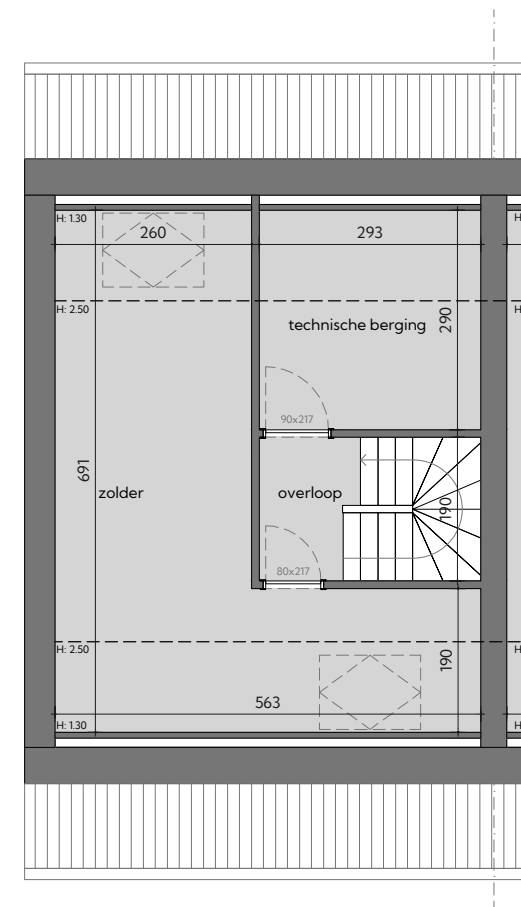 H: 1.30
H
260
293
H: 2.50
H
technische berging
290
90x217
691
zolder
overloop
190
80x217
H: 2.50
H
190
563
H: 1.30
H